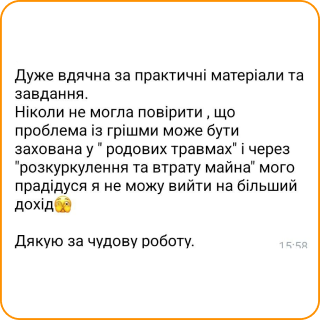 Дуже вдячна за практичні матеріали та
завдання.
Ніколи не могла повірити , що
проблема із грішми може бути
захована у " родових травмах" і через
"розкуркулення та втрату майна" мого
прадідуся я не можу вийти на більший
дохід🫣
Дякую за чудову роботу.
15:58